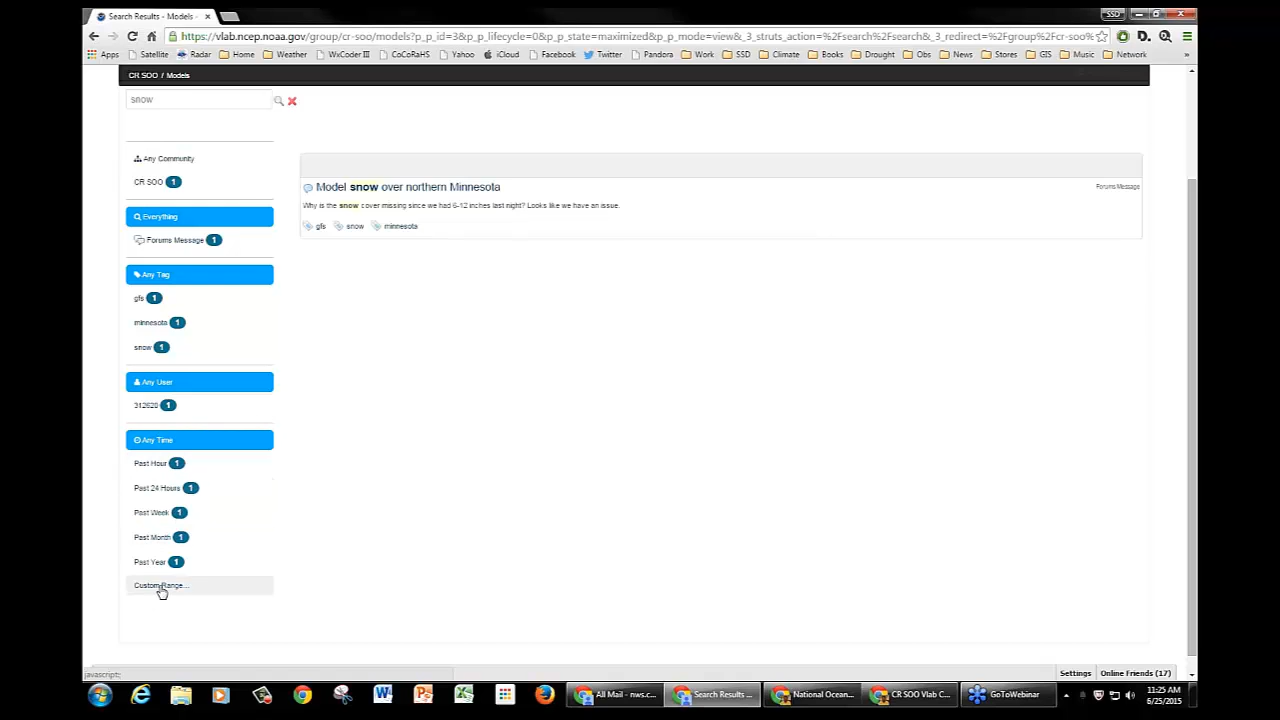 Search Results - Models -
SSD
https://vlab.ncep.noaa.gov/group/cr-soo/models?p_p_id=3&p_p_lifecycle=0&p_p_state=maximized&p_p_mode=view&_3_struts_action=%2Fsearch%2Fsearch&_3_redirect=%2Fgroup%2Fcr-soo%
Apps Satellite Radar Home Weather WxCoder III CoCoRaHS Yahoo iCloud Facebook Twitter Pandora Work SSD Climate Books Drought Obs News Stores GIS Music Network »
CR SOO / Models
snow
Any Community
CR SOO 1
Everything
Forums Message 1
Any Tag
gfs 1
minnesota 1
snow 1
Any User
312620 1
Any Time
Past Hour 1
Past 24 Hours 1
Past Week 1
Past Month 1
Past Year 1
Custom Range...
Model snow over northern Minnesota
Forums Message
Why is the snow cover missing since we had 6-12 inches last night? Looks like we have an issue.
gfs snow minnesota
javascript:;
Settings Online Friends (17)
All Mail - nws.c... Search Results ... National Ocean... CR SOO Vlab C... GoToWebinar
11:25 AM
6/25/2015